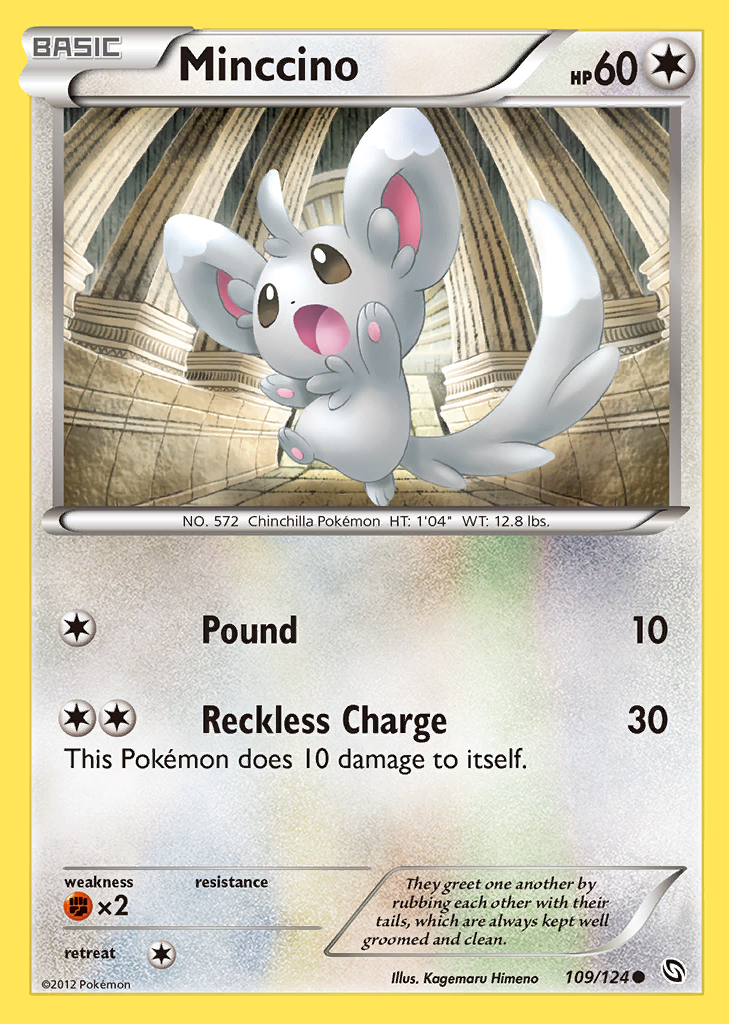 BASIC
Minccino
HP60
NO. 572 Chinchilla Pokémon HT: 1'04" WT: 12.8 lbs.
Pound 10
Reckless Charge 30
This Pokémon does 10 damage to itself.
weakness resistance
×2
They greet one another by
rubbing each other with their
tails, which are always kept well
groomed and clean.
retreat
©2012 Pokémon
Illus. Kagemaru Himeno 109/124